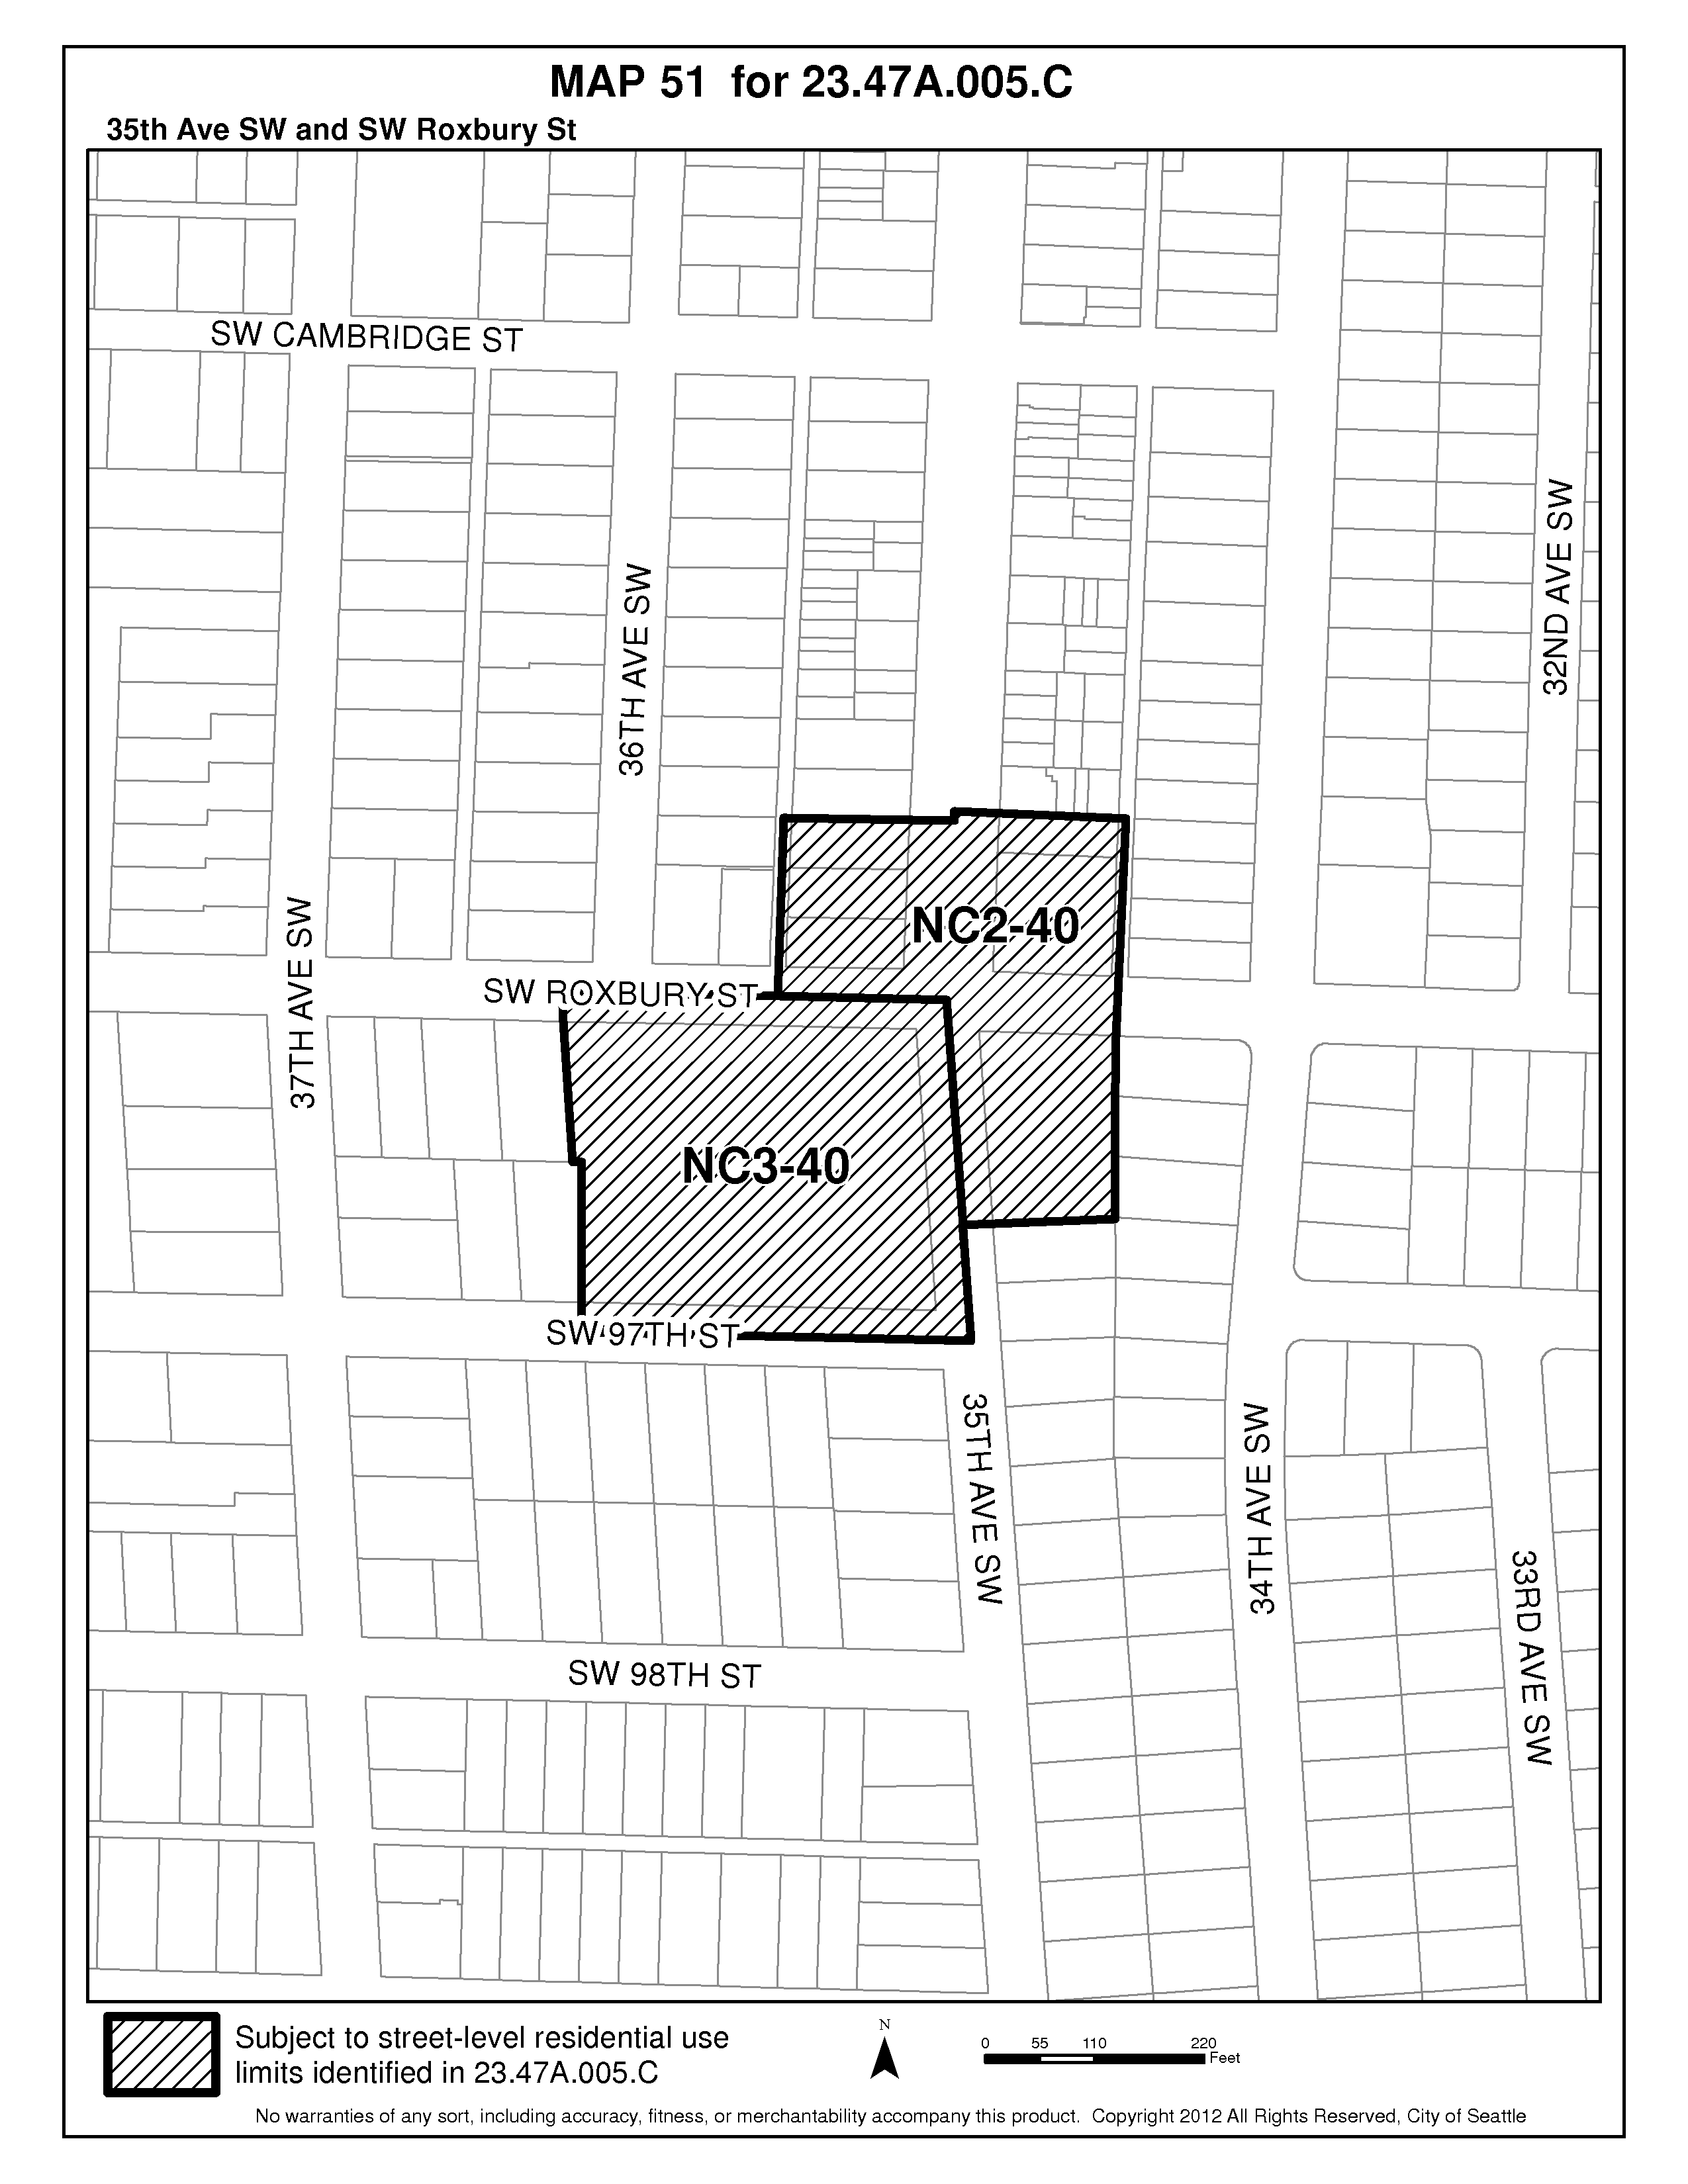 MAP 51 for 23.47A.005.C
35th Ave SW and SW Roxbury St
SW CAMBRIDGE ST
32ND AVE SW
36TH AVE SW
NC2-40
37TH AVE SW
SW ROXBURY ST
NC3-40
SW 97TH ST
35TH AVE SW
34TH AVE SW
33RD AVE SW
SW 98TH ST
Subject to street-level residential use
limits identified in 23.47A.005.C
N
0 55 110 220
Feet
No warranties of any sort, including accuracy, fitness, or merchantability accompany this product. Copyright 2012 All Rights Reserved, City of Seattle